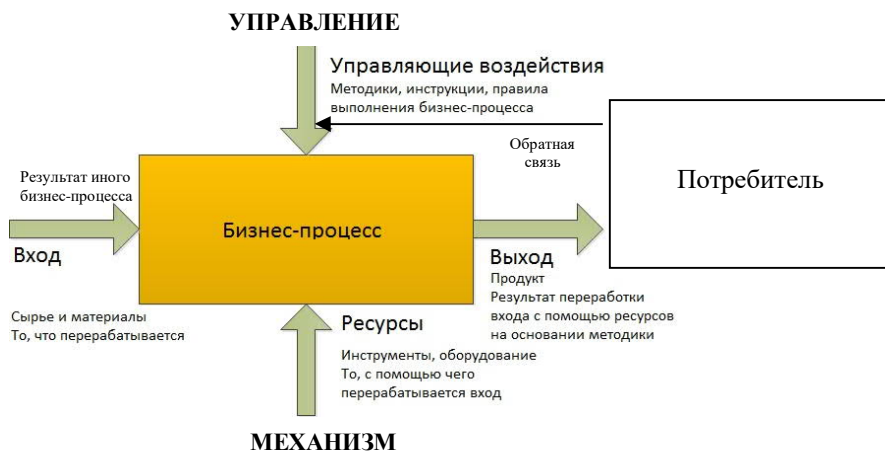 УПРАВЛЕНИЕ
Управляющие воздействия
Методики, инструкции, правила
выполнения бизнес-процесса
Обратная
связь
Потребитель
Результат иного
бизнес-процесса
Бизнес-процесс
Вход
Сырье и материалы
То, что перерабатывается
Выход
Продукт
Результат переработки
входа с помощью ресурсов
на основании методики
Ресурсы
Инструменты, оборудование
То, с помощью чего
перерабатывается вход
МЕХАНИЗМ